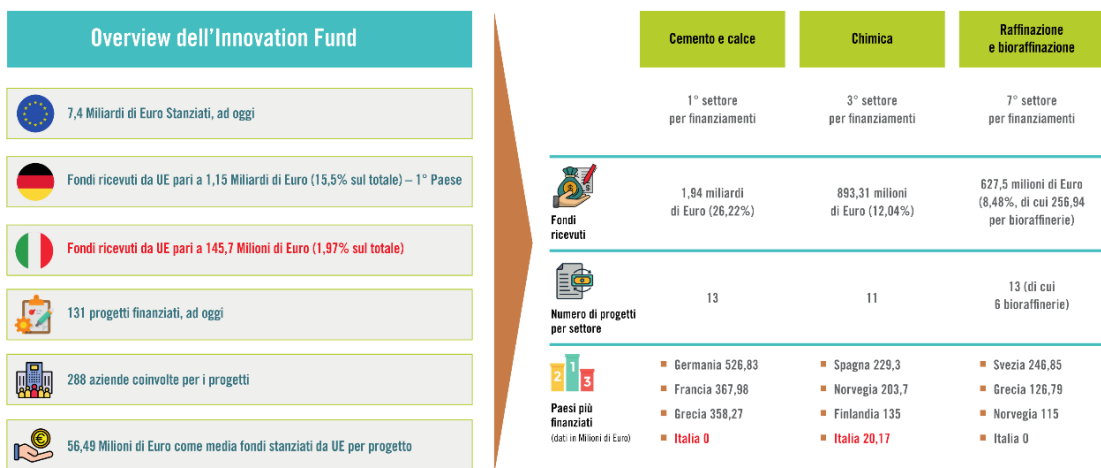 Overview dell'Innovation Fund
7,4 Miliardi di Euro Stanziati, ad oggi
Fondi ricevuti da UE pari a 1,15 Miliardi di Euro (15,5% sul totale) – 1° Paese
Fondi ricevuti da UE pari a 145,7 Milioni di Euro (1,97% sul totale)
131 progetti finanziati, ad oggi
288 aziende coinvolte per i progetti
56,49 Milioni di Euro come media fondi stanziati da UE per progetto
Cemento e calce
Chimica
Raffinazione
e bioraffinazione
1° settore
per finanziamenti
3° settore
per finanziamenti
7° settore
per finanziamenti
Fondi
ricevuti
1,94 miliardi
di Euro (26,22%)
893,31 milioni
di Euro (12,04%)
627,5 milioni di Euro
(8,48%, di cui 256,94
per bioraffinerie)
Numero di progetti
per settore
13
11
13 (di cui
6 bioraffinerie)
2 1 3
Paesi più
finanziati
(dati in Milioni di Euro)
Germania 526,83
Francia 367,98
Grecia 358,27
Italia 0
Spagna 229,3
Norvegia 203,7
Finlandia 135
Italia 20,17
Svezia 246,85
Grecia 126,79
Norvegia 115
Italia 0